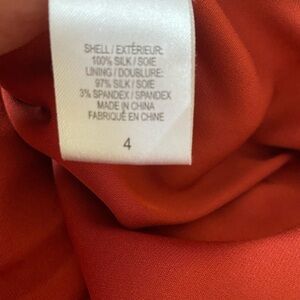 SHELL / EXTÉRIEUR:
100% SILK / SOIE
LINING / DOUBLURE:
97% SILK / SOIE
3% SPANDEX / SPANDEX
MADE IN CHINA
FABRIQUÉ EN CHINE
4